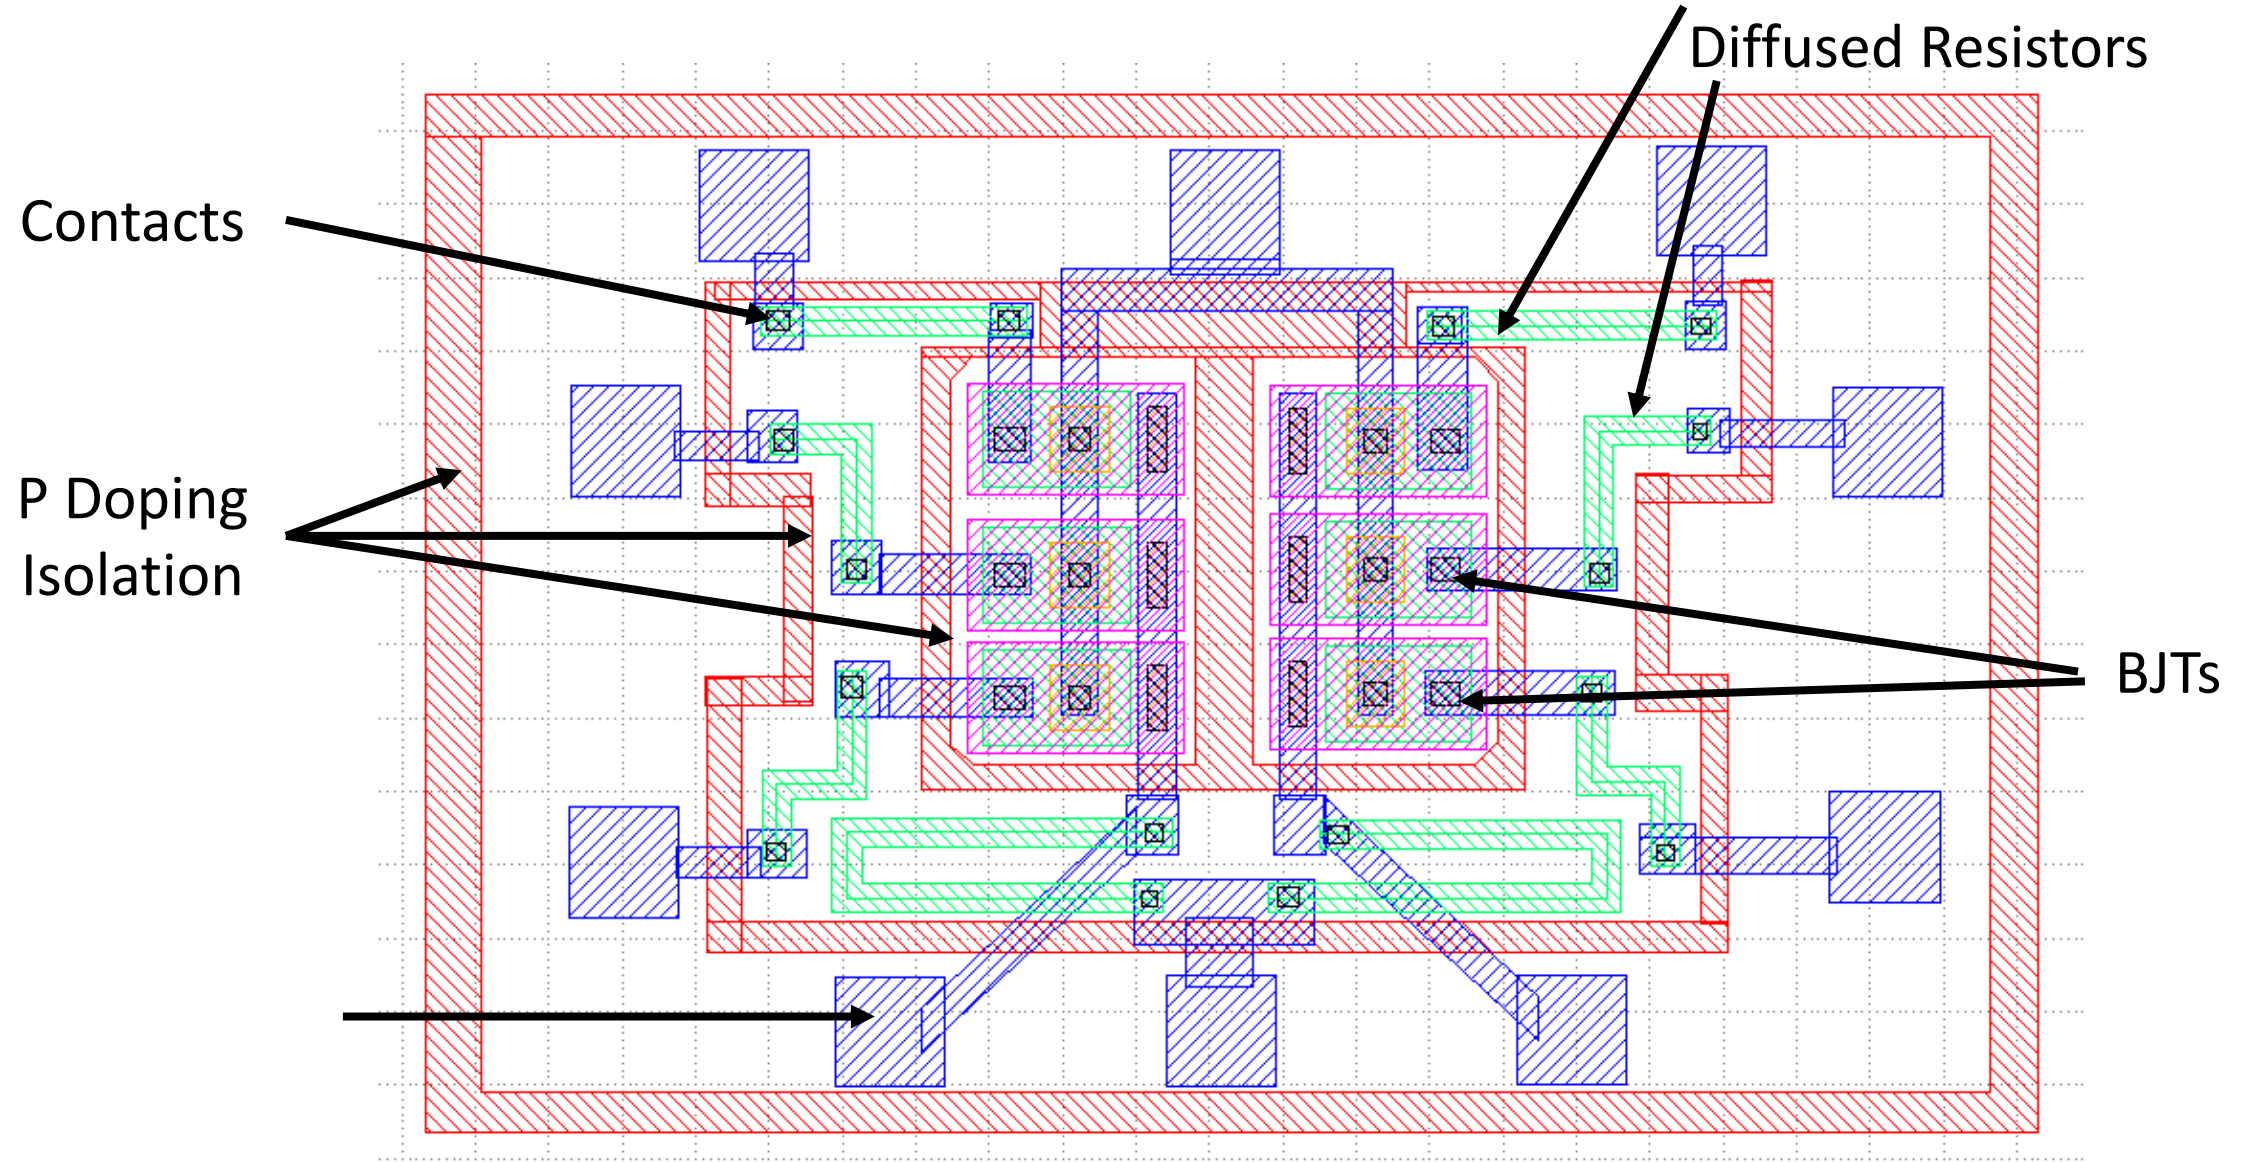 Diffused Resistors
Contacts
P Doping
Isolation
BJTs